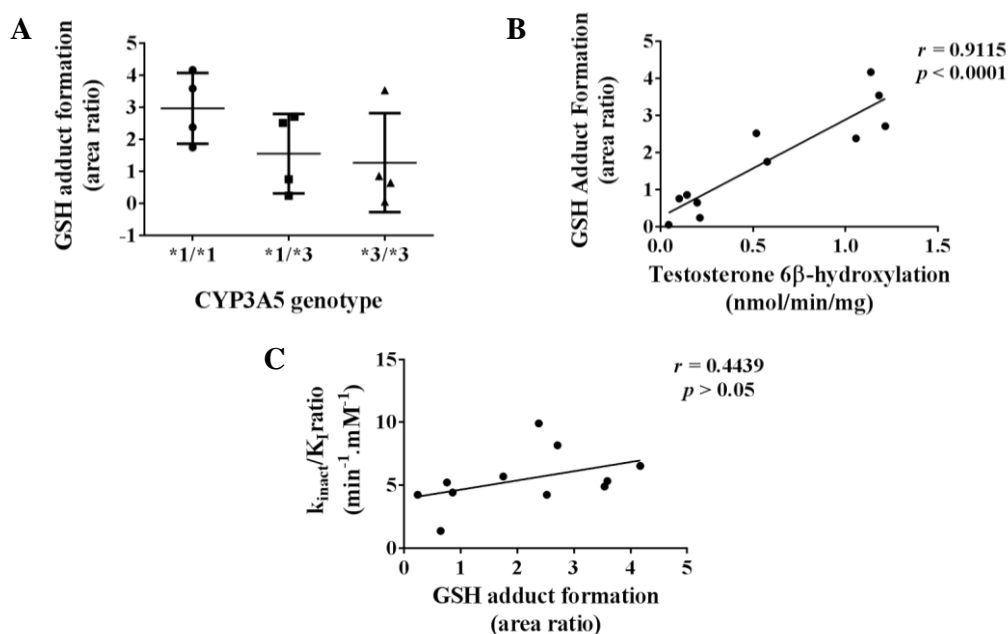 A
GSH adduct formation
(area ratio)
5
4
3
2
1
0
-1
*1/*1 *1/*3 *3/*3
CYP3A5 genotype
B
GSH Adduct Formation
(area ratio)
5
4
3
2
1
0
0.0 0.5 1.0 1.5
Testosterone 6β-hydroxylation
(nmol/min/mg)
r = 0.9115
p < 0.0001
C
k_inact/K_I ratio
(min⁻¹.mM⁻¹)
15
10
5
0
0 1 2 3 4 5
GSH adduct formation
(area ratio)
r = 0.4439
p > 0.05